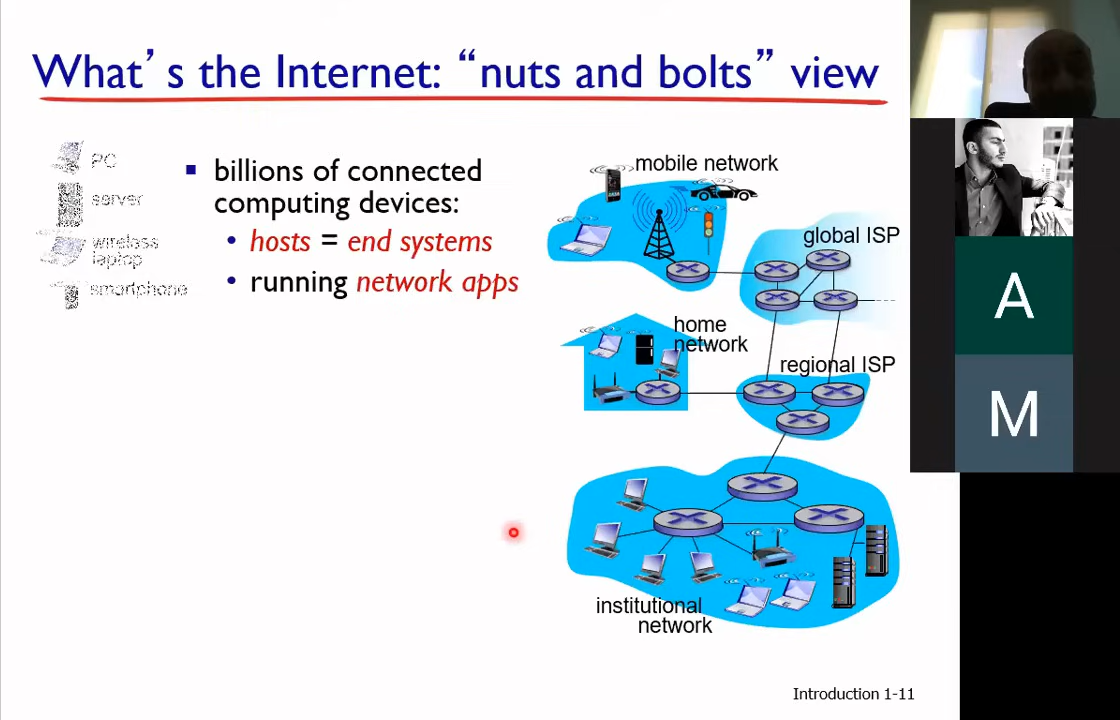 What's the Internet: “nuts and bolts” view
PC
server
wireless
laptop
smartphone
billions of connected
computing devices:
hosts = end systems
running network apps
mobile network
global ISP
home
network
regional ISP
institutional
network
Introduction 1-11
A
M